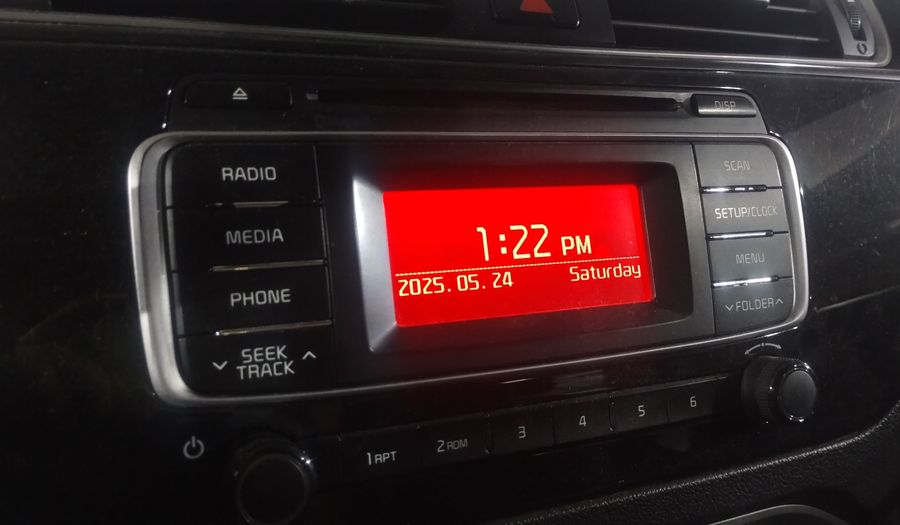 DISP
RADIO
MEDIA
PHONE
SEEK
TRACK
1:22 PM
2025.05.24 Saturday
SCAN
SETUP/CLOCK
MENU
FOLDER
1 RPT 2 RDM 3 4 5 6